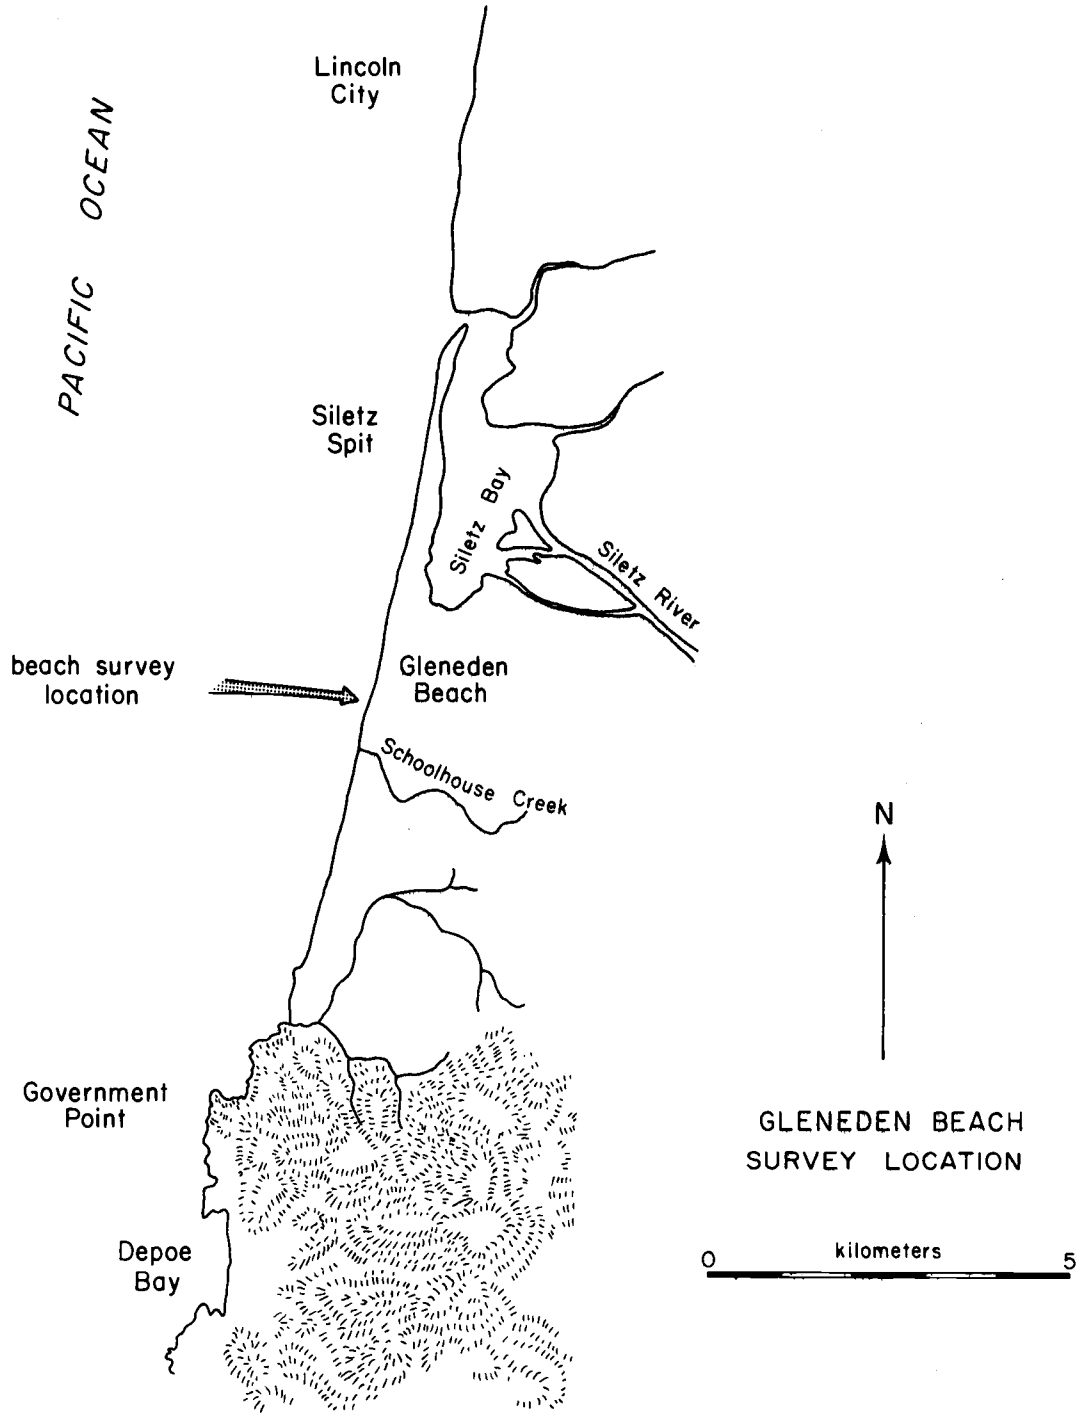 Lincoln
City
PACIFIC OCEAN
Siletz
Spit
Siletz Bay
Siletz River
beach survey
location
Gleneden
Beach
Schoolhouse Creek
N
Government
Point
GLENEDEN BEACH
SURVEY LOCATION
Depoe
Bay
kilometers
0 5